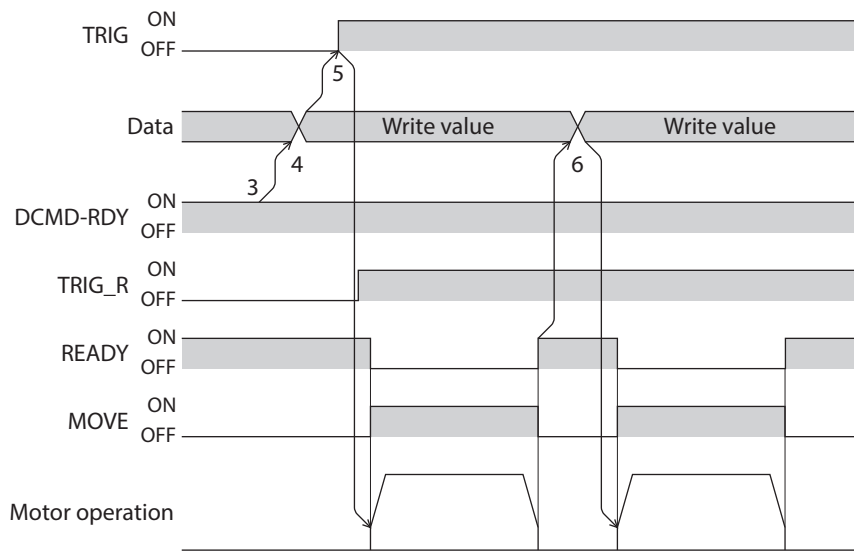 TRIG ON
OFF
5
Data Write value Write value
4 6
3
DCMD-RDY ON
OFF
TRIG_R ON
OFF
READY ON
OFF
MOVE ON
OFF
Motor operation